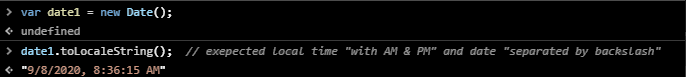 > var date1 = new Date();
< undefined
> date1.toLocaleString();  // exepected local time "with AM & PM" and date "separated by backslash"
< "9/8/2020, 8:36:15 AM"